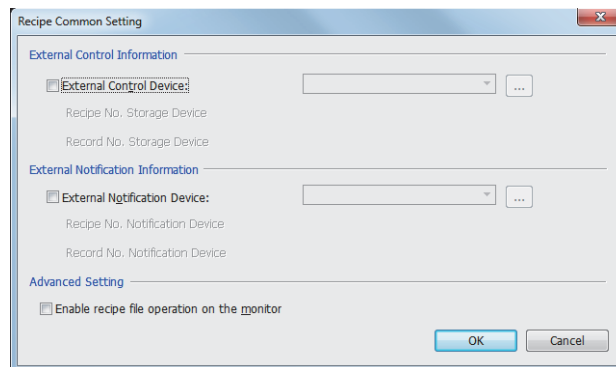 Recipe Common Setting
External Control Information
External Control Device:
...
Recipe No. Storage Device
Record No. Storage Device
External Notification Information
External Notification Device:
...
Recipe No. Notification Device
Record No. Notification Device
Advanced Setting
Enable recipe file operation on the monitor
OK Cancel